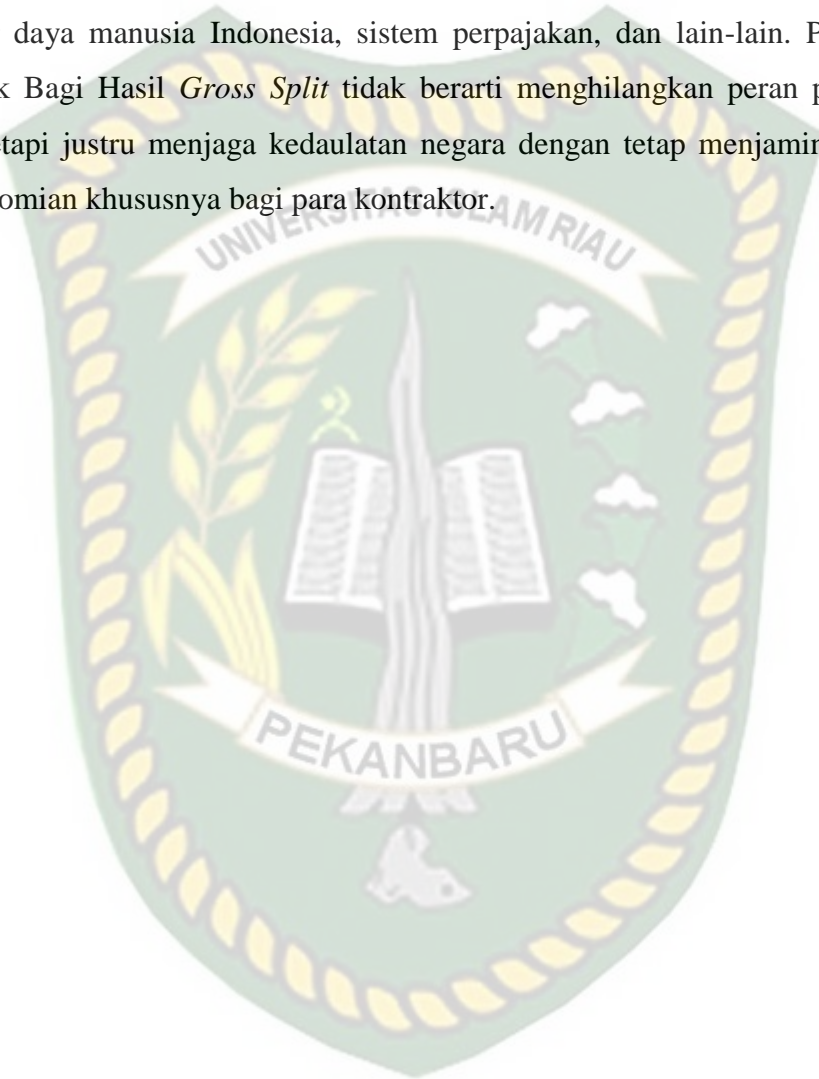 daya manusia Indonesia, sistem perpajakan, dan lain-lain. P
k Bagi Hasil Gross Split tidak berarti menghilangkan peran p
etapi justru menjaga kedaulatan negara dengan tetap menjamin
omian khususnya bagi para kontraktor.
UNIVERSITAS ISLAM RIAU
PEKANBARU